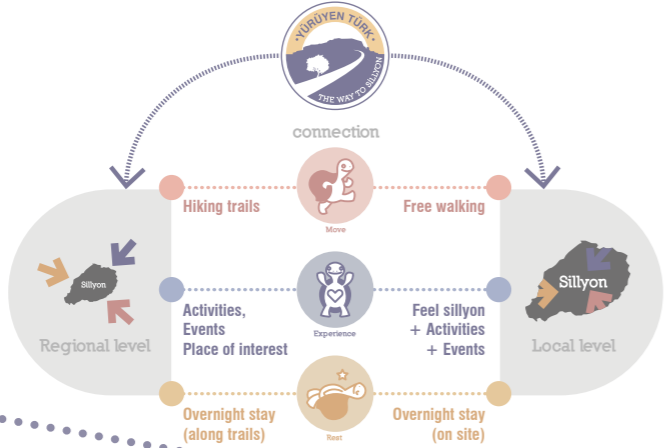 •YÜRÜYEN TÜRK•
THE WAY TO SILLYON
connection
Hiking trails
Move
Free walking
Sillyon
Regional level
Activities,
Events
Place of interest
Experience
Feel sillyon
+ Activities
+ Events
Sillyon
Local level
Overnight stay
(along trails)
Rest
Overnight stay
(on site)